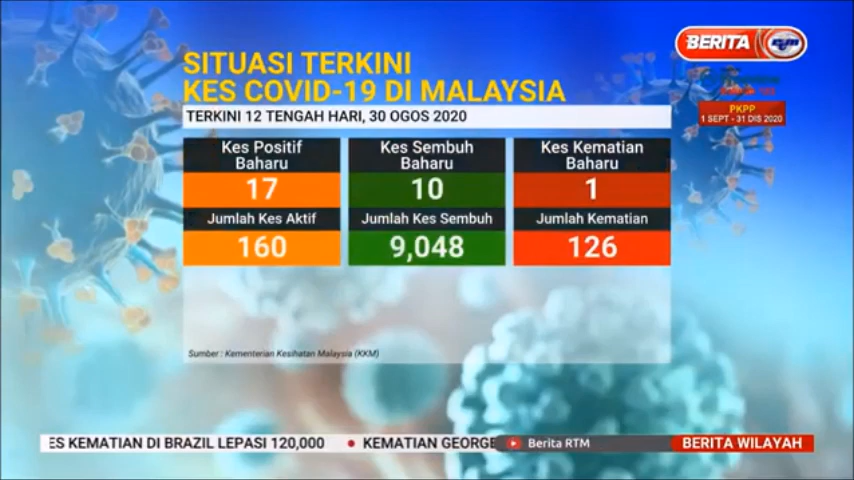 BERITA
SITUASI TERKINI
KES COVID-19 DI MALAYSIA
TERKINI 12 TENGAH HARI, 30 OGOS 2020
PKPP
1 SEPT - 31 DIS 2020
Kes Positif
Baharu
17
Jumlah Kes Aktif
160
Kes Sembuh
Baharu
10
Jumlah Kes Sembuh
9,048
Kes Kematian
Baharu
1
Jumlah Kematian
126
Sumber : Kementerian Kesihatan Malaysia (KKM)
ES KEMATIAN DI BRAZIL LEPASI 120,000 • KEMATIAN GEORGE
Berita RTM
BERITA WILAYAH